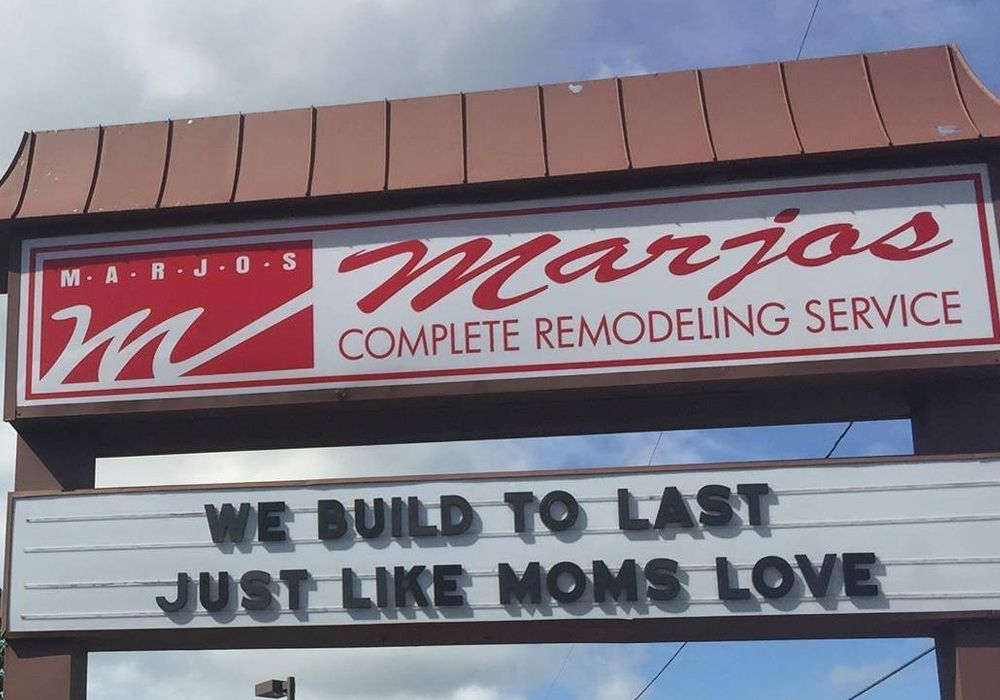 M·A·R·J·O·S
m
Marjos
COMPLETE REMODELING SERVICE
WE BUILD TO LAST
JUST LIKE MOMS LOVE